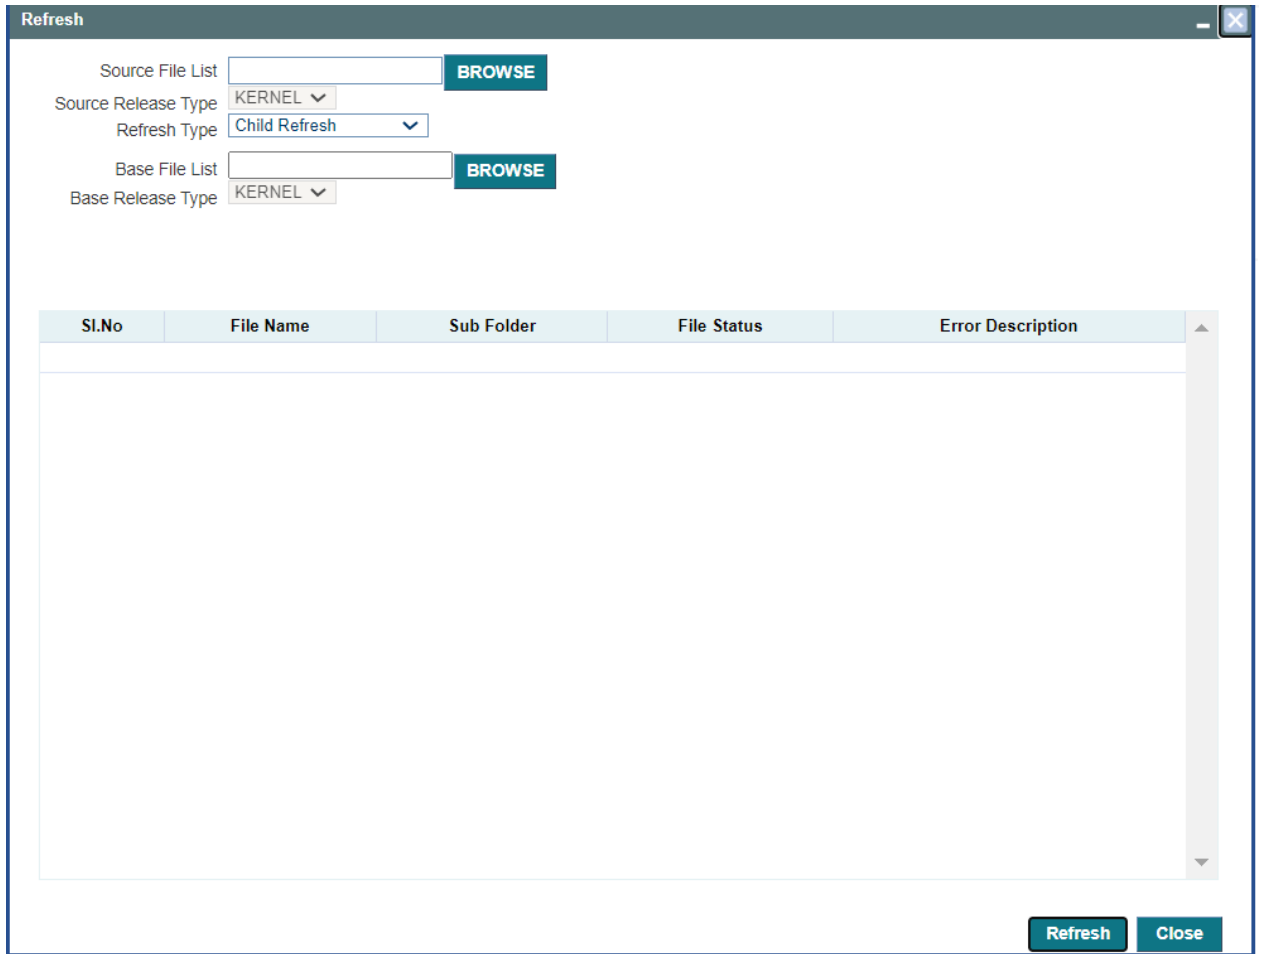 Refresh
Source File List BROWSE
Source Release Type KERNEL
Refresh Type Child Refresh
Base File List BROWSE
Base Release Type KERNEL
Sl.No File Name Sub Folder File Status Error Description
Refresh Close